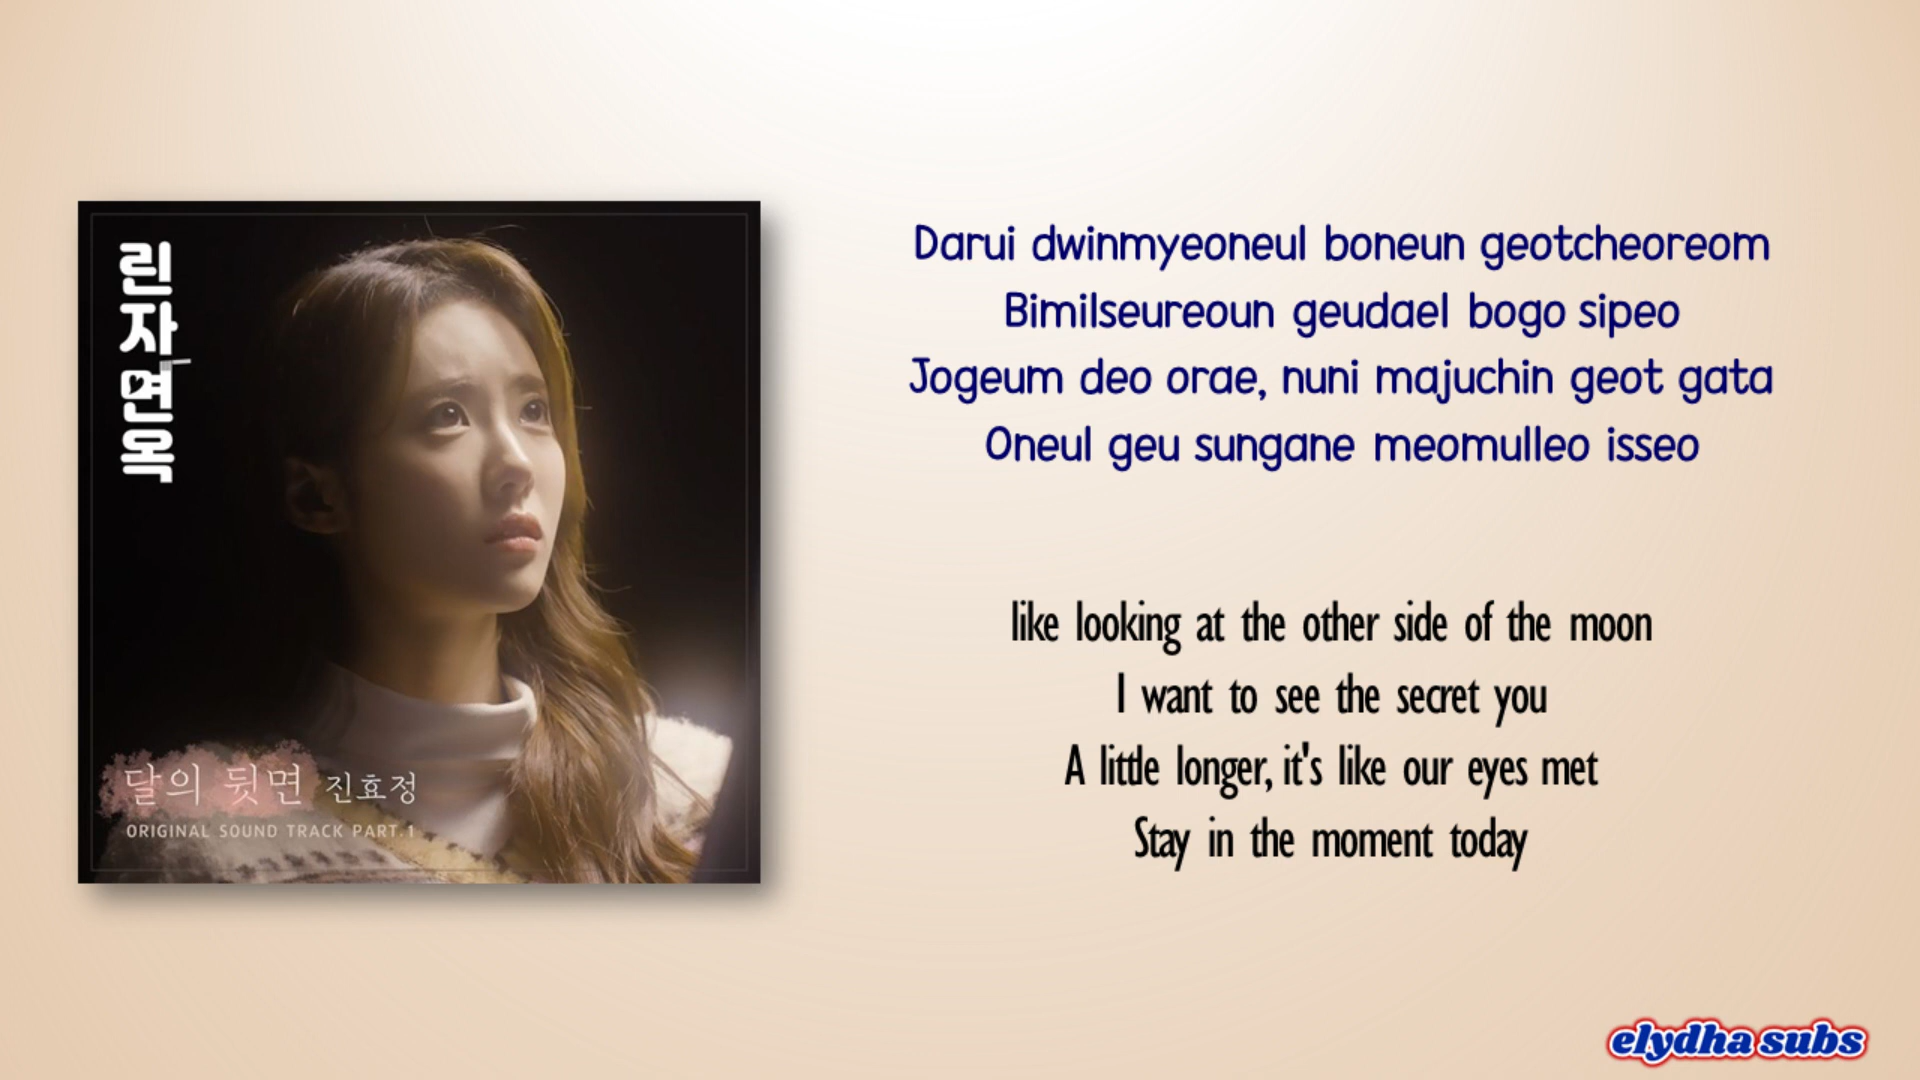 린자면옥
달의 뒷면 진효정
ORIGINAL SOUND TRACK PART.1
Darui dwinmyeoneul boneun geotcheoreom
Bimilseureoun geudael bogo sipeo
Jogeum deo orae, nuni majuchin geot gata
Oneul geu sungane meomulleo isseo
like looking at the other side of the moon
I want to see the secret you
A little longer, it's like our eyes met
Stay in the moment today
elydha subs